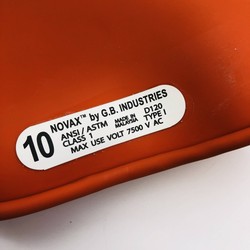 10
NOVAX™ by G.B. INDUSTRIES
ANSI / ASTM MADE IN MALAYSIA D120
CLASS 1 TYPE I
MAX USE VOLT 7500 V AC